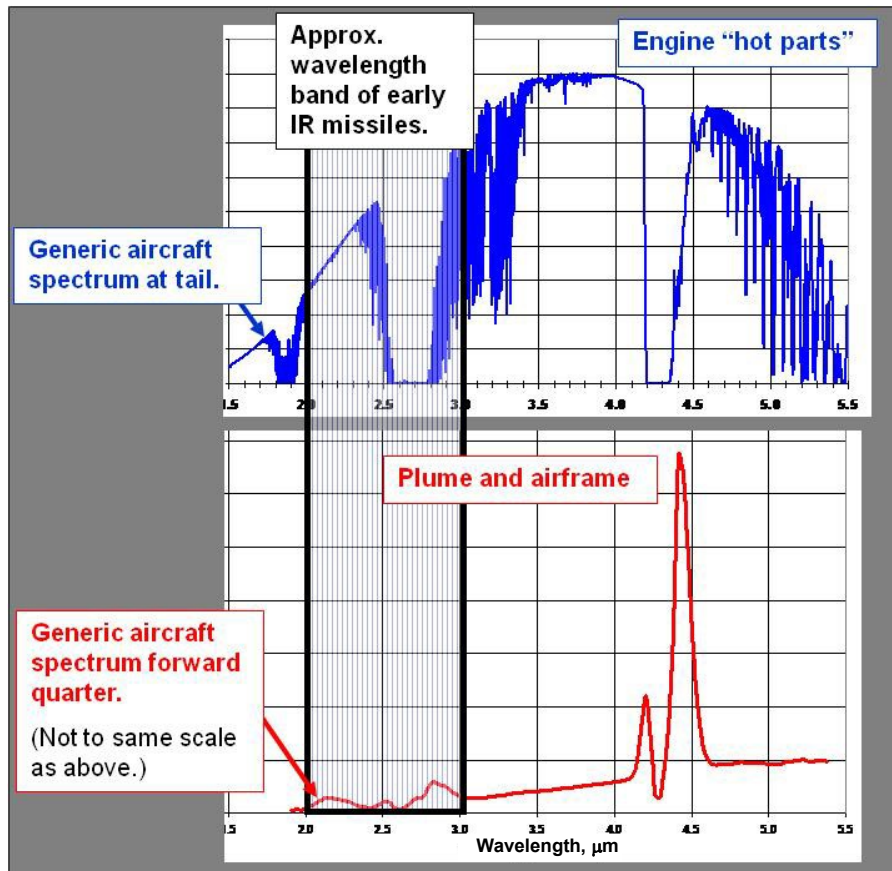 Approx.
wavelength
band of early
IR missiles.
Engine “hot parts”
Generic aircraft
spectrum at tail.
1.5 2.0 2.5 3.0 3.5 4.0 4.5 5.0 5.5
Plume and airframe
Generic aircraft
spectrum forward
quarter.
(Not to same scale
as above.)
1.5 2.0 2.5 3.0 3.5 4.0 4.5 5.0 5.5
Wavelength, μm